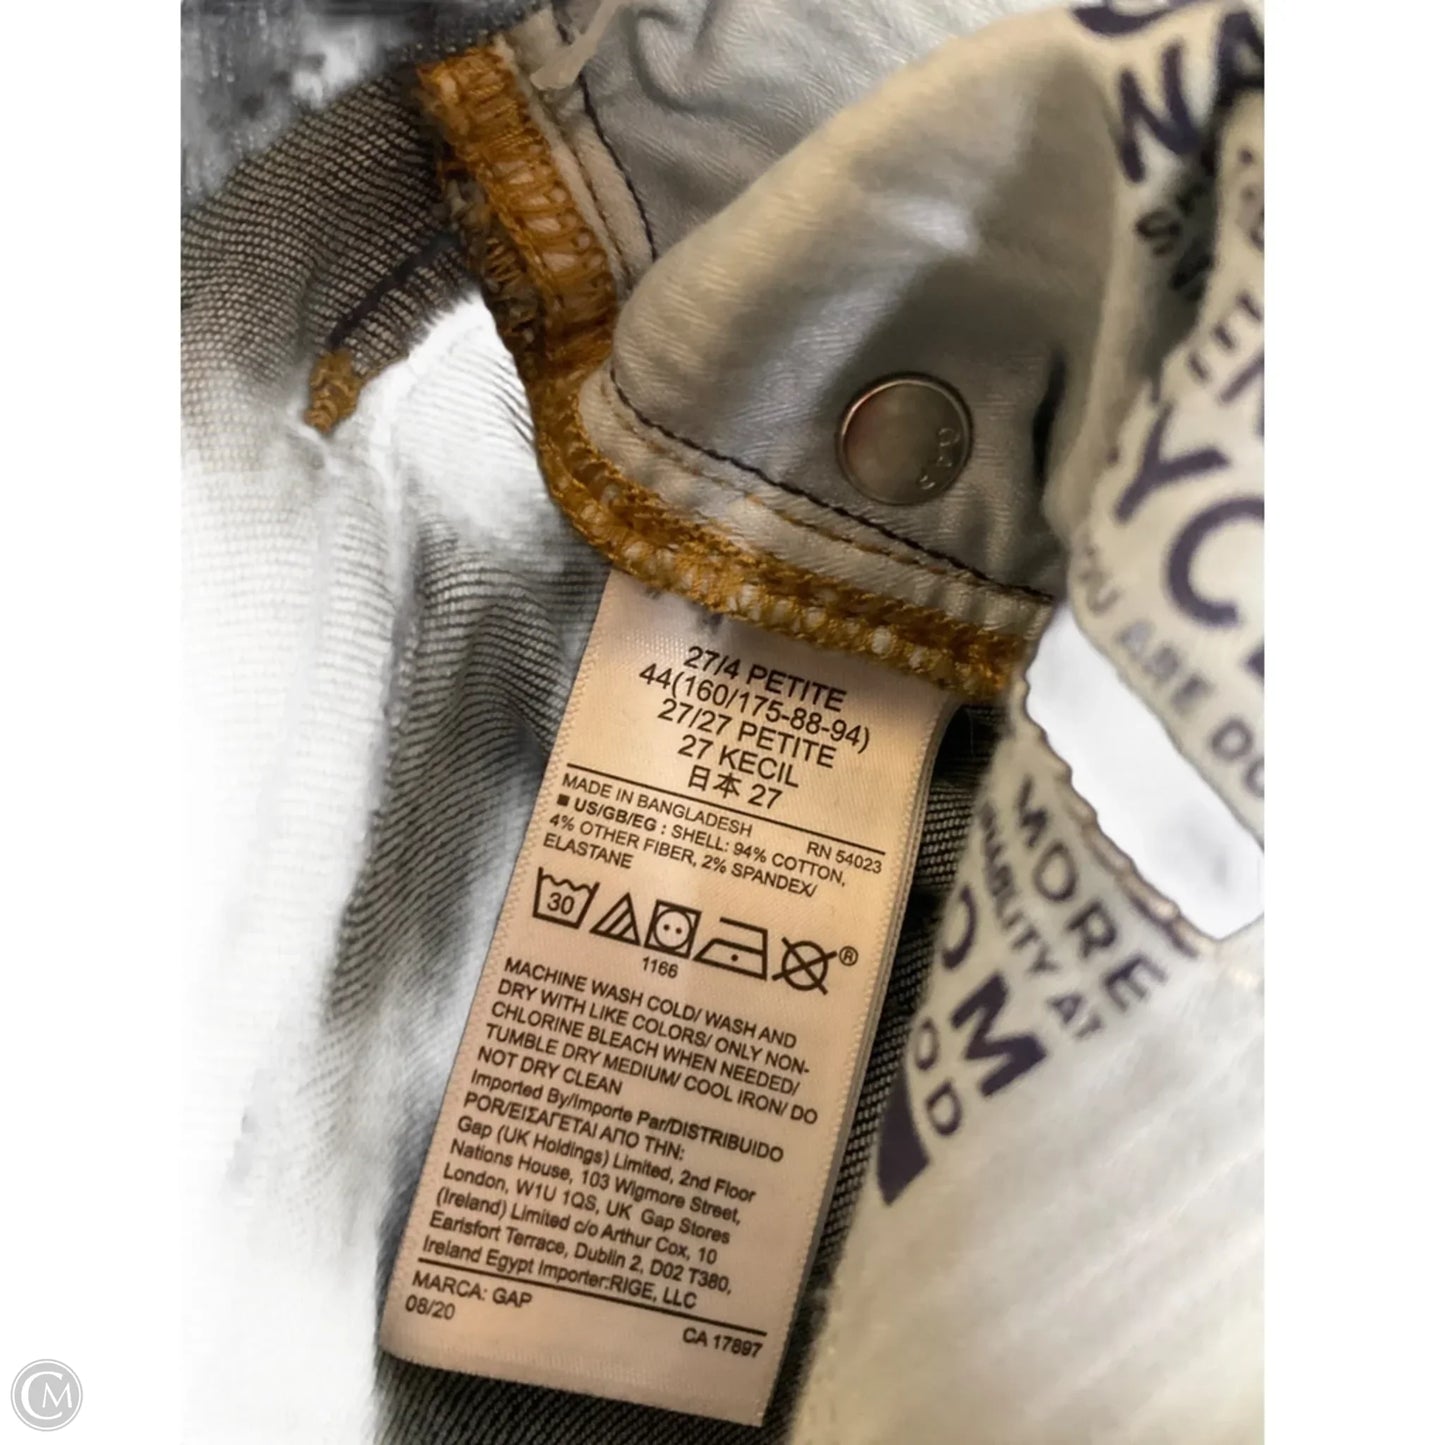 27/4 PETITE
44(160/175-88-94)
27/27 PETITE
27 KECIL
日本 27
MADE IN BANGLADESH
RN 54023
■ US/GB/EG : SHELL: 94% COTTON,
4% OTHER FIBER, 2% SPANDEX/
ELASTANE
30
1166
®
MACHINE WASH COLD/ WASH AND
DRY WITH LIKE COLORS/ ONLY NON-
CHLORINE BLEACH WHEN NEEDED/
TUMBLE DRY MEDIUM/ COOL IRON/ DO
NOT DRY CLEAN
Imported By/Importe Par/DISTRIBUIDO
POR/ΕΙΣΑΓΕΤΑΙ ΑΠΟ ΤΗΝ:
Gap (UK Holdings) Limited, 2nd Floor
Nations House, 103 Wigmore Street,
London, W1U 1QS, UK Gap Stores
(Ireland) Limited c/o Arthur Cox, 10
Earlsfort Terrace, Dublin 2, D02 T380,
Ireland Egypt Importer:RIGE, LLC
MARCA: GAP
08/20
CA 17897
GAP
YOU ARE DO
MORE
CM